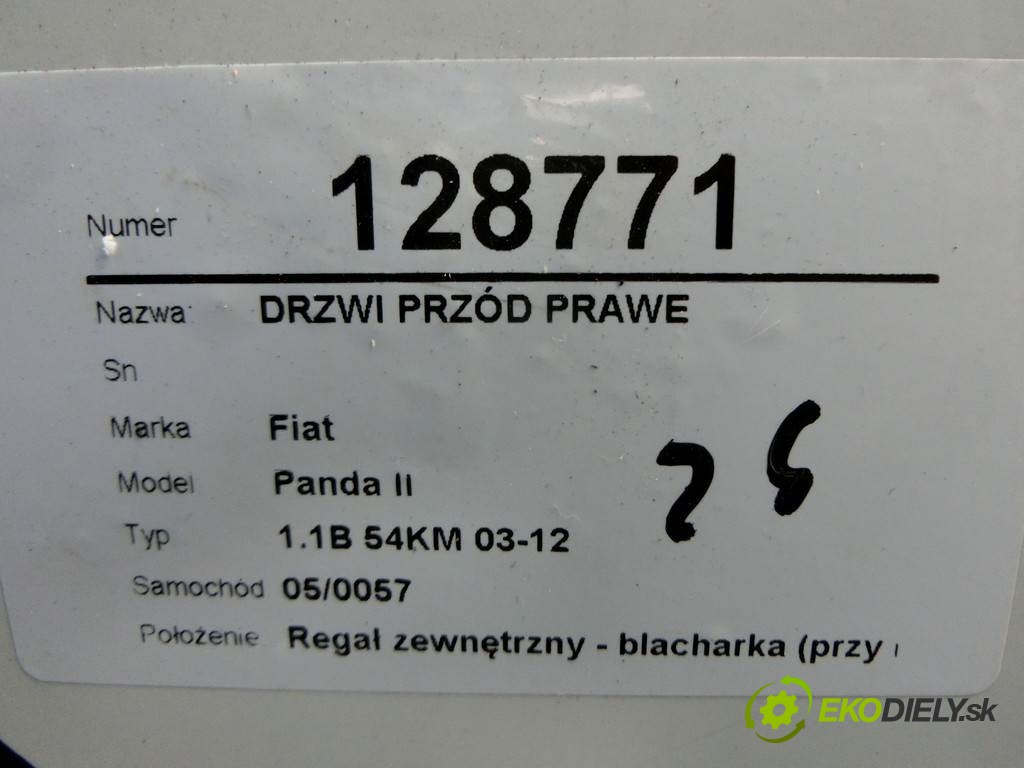 Numer 128771
Nazwa: DRZWI PRZÓD PRAWE
Sn
Marka Fiat
Model Panda II
Typ 1.1B 54KM 03-12
Samochód 05/0057
Położenie Regał zewnętrzny - blacharka (przy
25
EKODIELY.sk